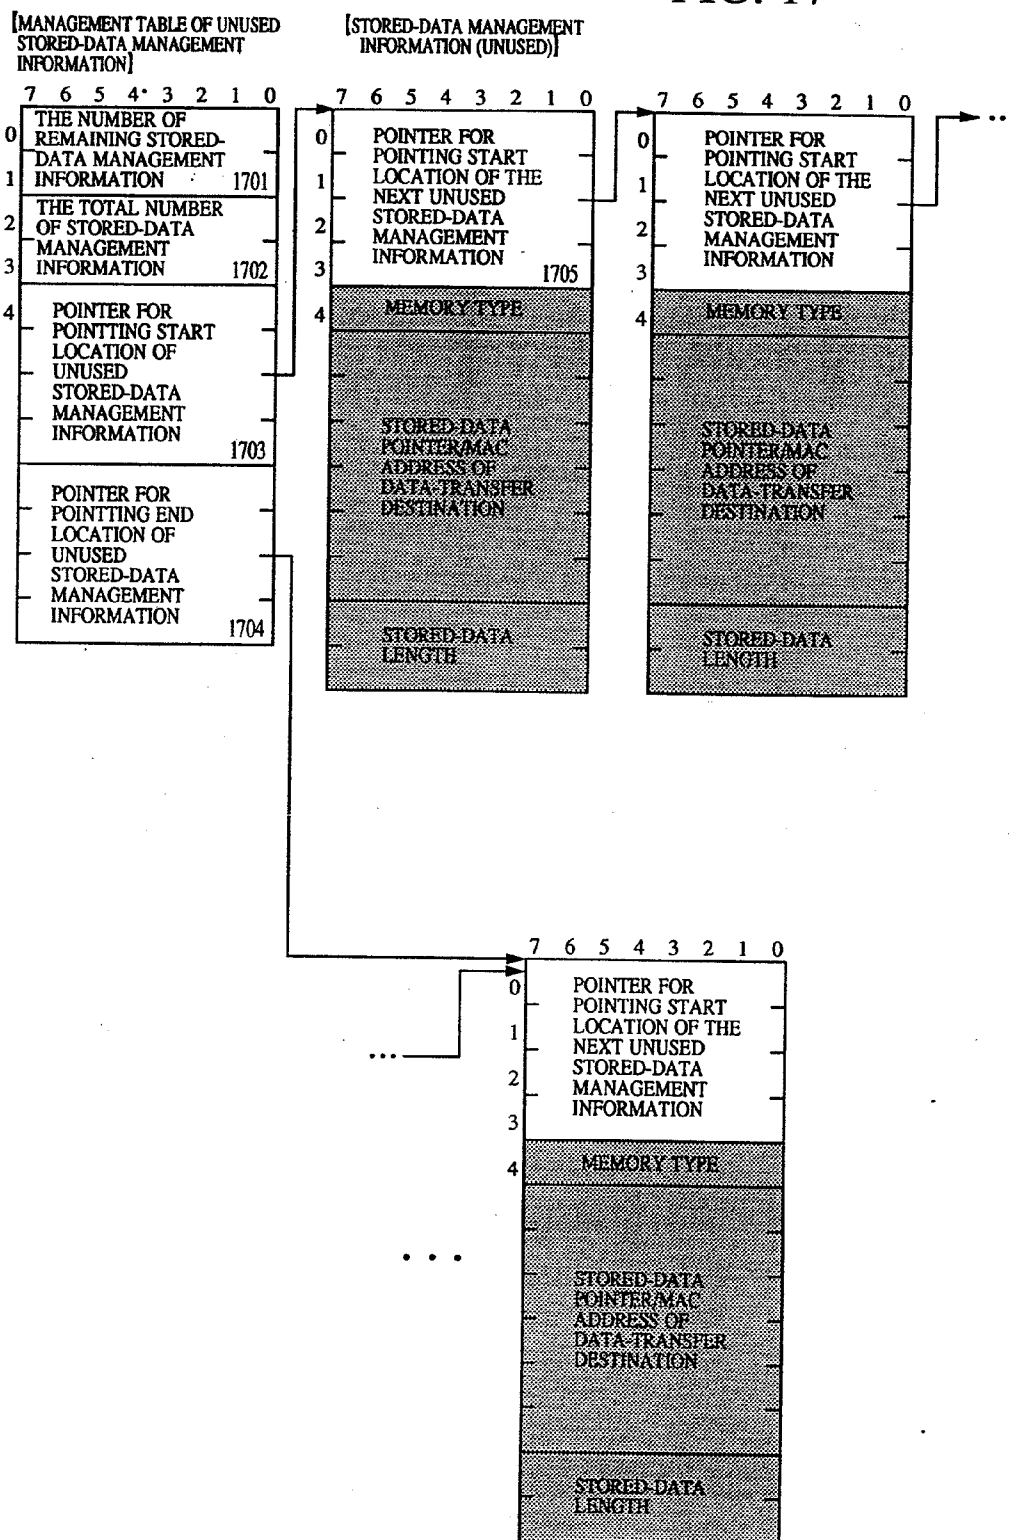 FIG. 17
[MANAGEMENT TABLE OF UNUSED
STORED-DATA MANAGEMENT
INFORMATION]
7 6 5 4 3 2 1 0
0
1
2
3
4
THE NUMBER OF
REMAINING STORED-
DATA MANAGEMENT
INFORMATION 1701
THE TOTAL NUMBER
OF STORED-DATA
MANAGEMENT
INFORMATION 1702
POINTER FOR
POINTTING START
LOCATION OF
UNUSED
STORED-DATA
MANAGEMENT
INFORMATION
1703
POINTER FOR
POINTTING END
LOCATION OF
UNUSED
STORED-DATA
MANAGEMENT
INFORMATION
1704
[STORED-DATA MANAGEMENT
INFORMATION (UNUSED)]
7 6 5 4 3 2 1 0
0
1
2
3
4
POINTER FOR
POINTING START
LOCATION OF THE
NEXT UNUSED
STORED-DATA
MANAGEMENT
INFORMATION
1705
MEMORY TYPE
STORED-DATA
POINTER/MAC
ADDRESS OF
DATA-TRANSFER
DESTINATION
STORED-DATA
LENGTH
7 6 5 4 3 2 1 0
0
1
2
3
4
POINTER FOR
POINTING START
LOCATION OF THE
NEXT UNUSED
STORED-DATA
MANAGEMENT
INFORMATION
MEMORY TYPE
STORED-DATA
POINTER/MAC
ADDRESS OF
DATA-TRANSFER
DESTINATION
STORED-DATA
LENGTH
7 6 5 4 3 2 1 0
0
1
2
3
4
POINTER FOR
POINTING START
LOCATION OF THE
NEXT UNUSED
STORED-DATA
MANAGEMENT
INFORMATION
MEMORY TYPE
STORED-DATA
POINTER/MAC
ADDRESS OF
DATA-TRANSFER
DESTINATION
STORED-DATA
LENGTH